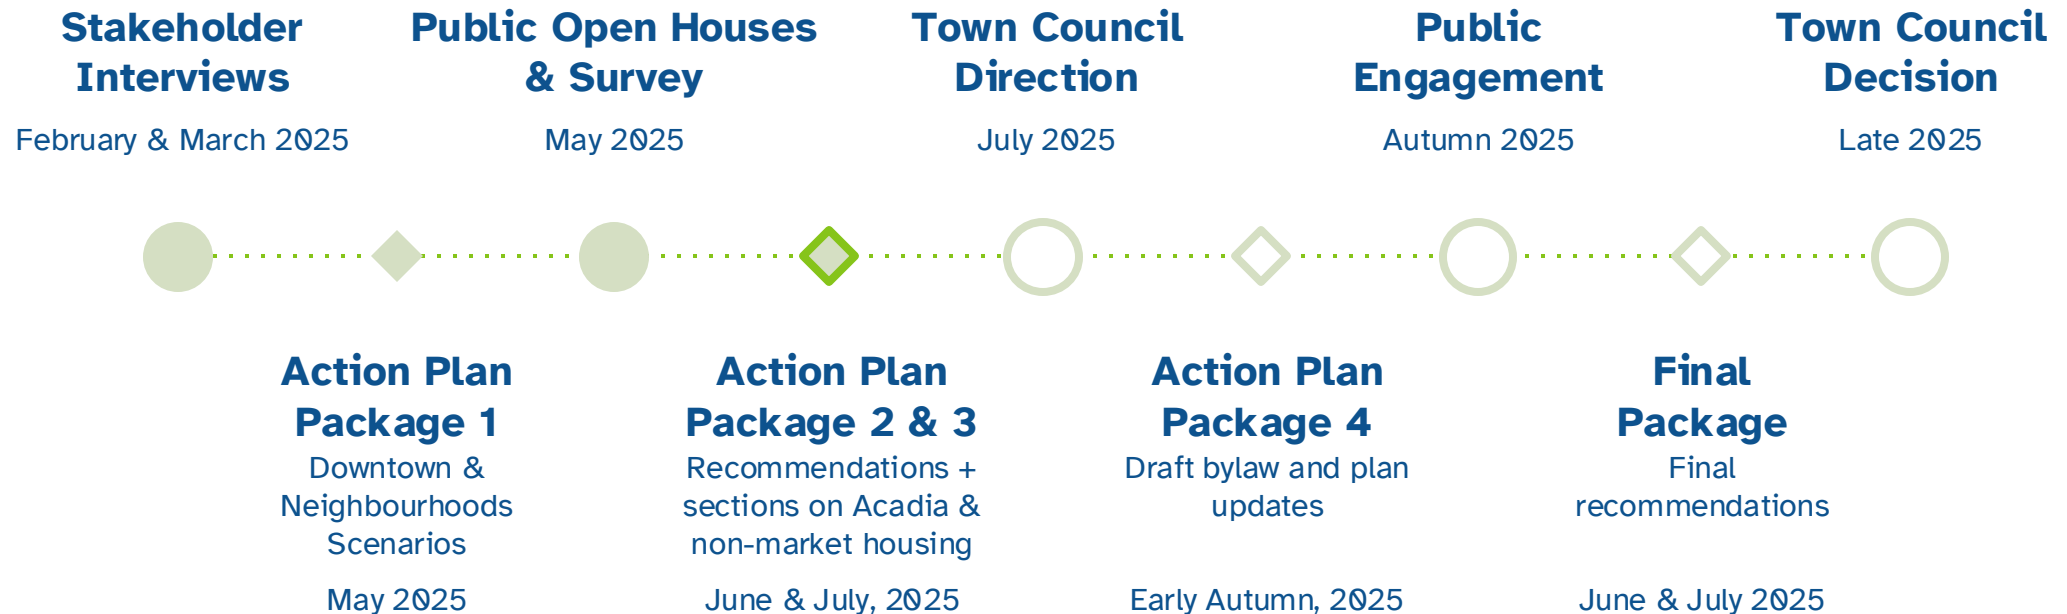 Stakeholder
Interviews
February & March 2025
Public Open Houses
& Survey
May 2025
Town Council
Direction
July 2025
Public
Engagement
Autumn 2025
Town Council
Decision
Late 2025
Action Plan
Package 1
Downtown &
Neighbourhoods
Scenarios
May 2025
Action Plan
Package 2 & 3
Recommendations +
sections on Acadia &
non-market housing
June & July, 2025
Action Plan
Package 4
Draft bylaw and plan
updates
Early Autumn, 2025
Final
Package
Final
recommendations
June & July 2025